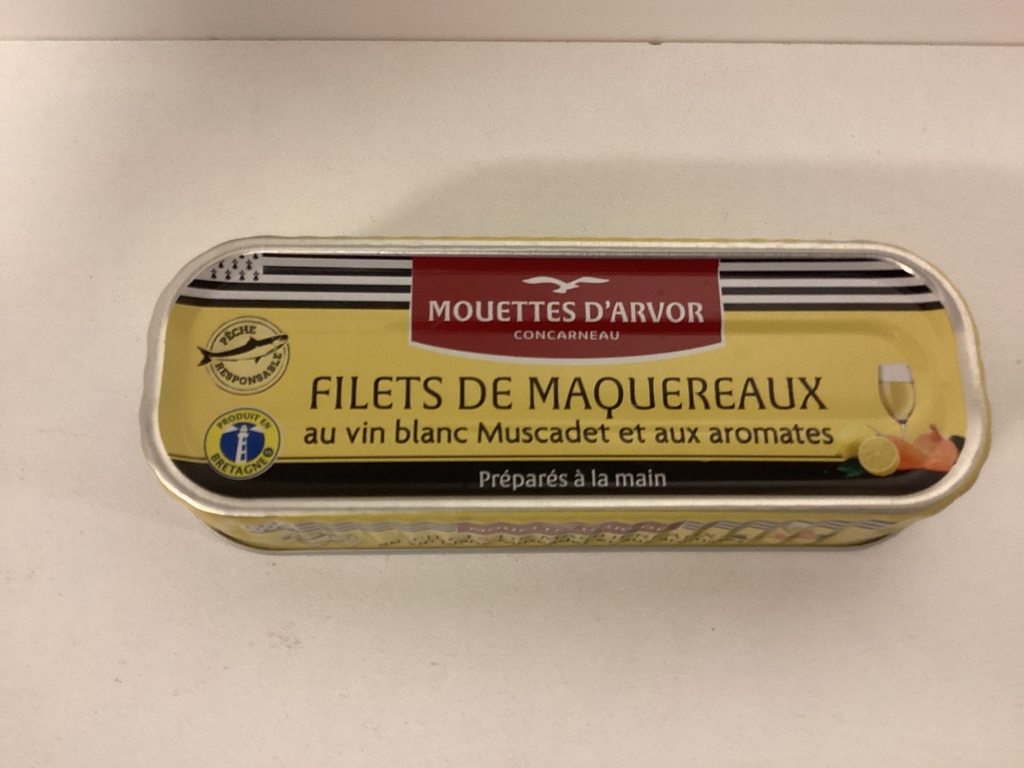 MOUETTES D'ARVOR
CONCARNEAU
PÊCHE
RESPONSABLE
FILETS DE MAQUEREAUX
au vin blanc Muscadet et aux aromates
PRODUIT EN
BRETAGNE
Préparés à la main